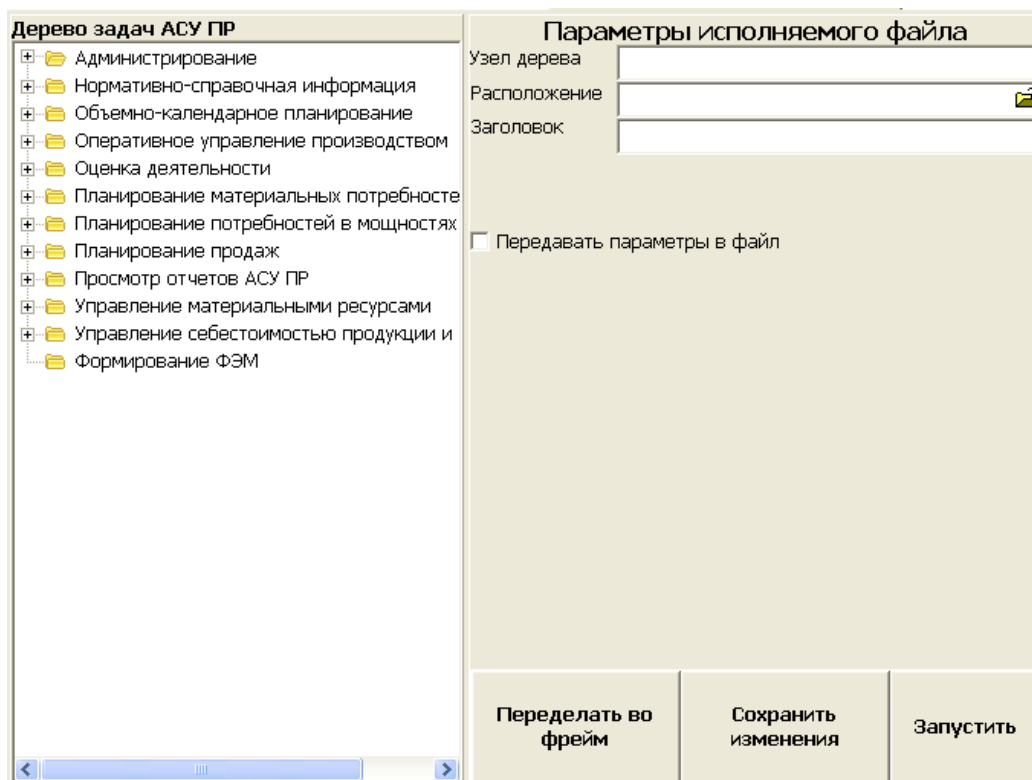 Дерево задач АСУ ПР
Администрирование
Нормативно-справочная информация
Объемно-календарное планирование
Оперативное управление производством
Оценка деятельности
Планирование материальных потребносте
Планирование потребностей в мощностях
Планирование продаж
Просмотр отчетов АСУ ПР
Управление материальными ресурсами
Управление себестоимостью продукции и
Формирование ФЭМ
Параметры исполняемого файла
Узел дерева
Расположение
Заголовок
Передавать параметры в файл
Переделать во
фрейм
Сохранить
изменения
Запустить